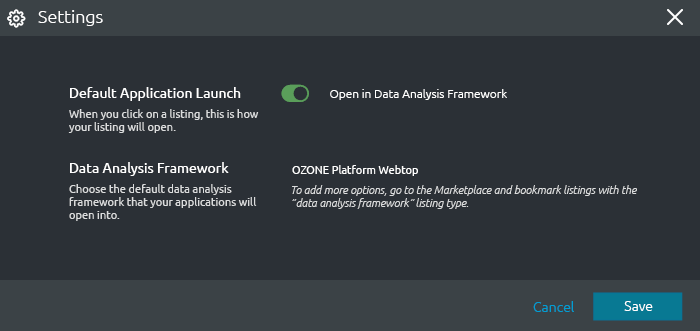 Settings
Default Application Launch
Open in Data Analysis Framework
When you click on a listing, this is how
your listing will open.
Data Analysis Framework
OZONE Platform Webtop
Choose the default data analysis
framework that your applications will
open into.
To add more options, go to the Marketplace and bookmark listings with the
"data analysis framework" listing type.
Cancel
Save